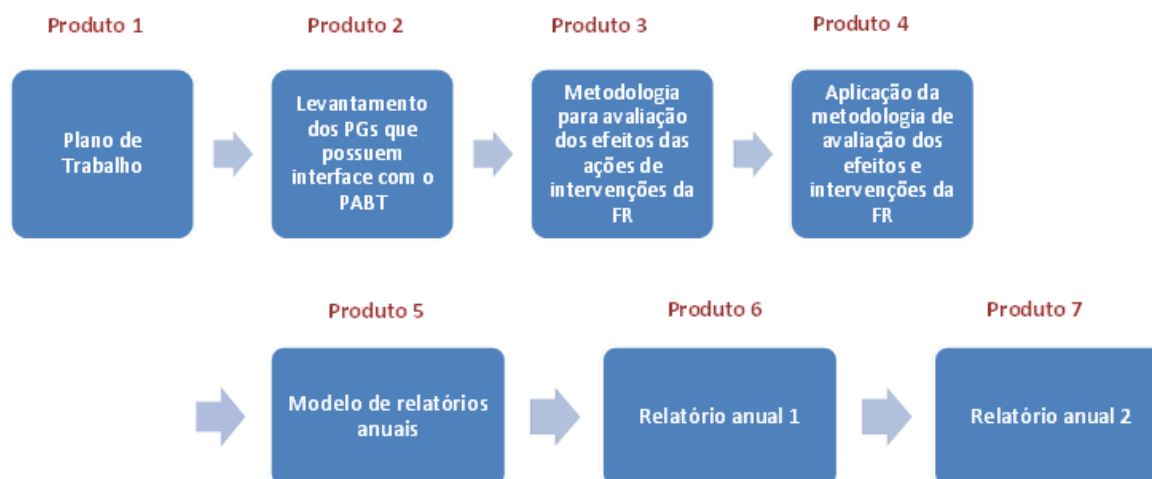 Produto 1
Produto 2
Produto 3
Produto 4
Plano de
Trabalho
Levantamento
dos PGs que
possuem
interface com o
PABT
Metodologia
para avaliação
dos efeitos das
ações de
intervenções da
FR
Aplicação da
metodologia de
avaliação dos
efeitos e
intervenções da
FR
Produto 5
Produto 6
Produto 7
Modelo de relatórios
anuais
Relatório anual 1
Relatório anual 2